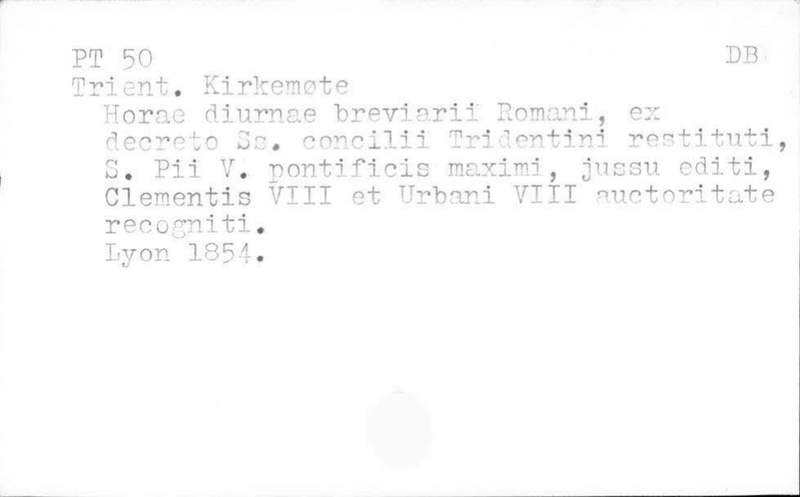 PT 50 DB
Trient. Kirkemøte
Horae diurnae breviarii Romani, ex
decreto Ss. concilii Tridentini restituti,
S. Pii V. pontificis maximi, jussu editi,
Clementis VIII et Urbani VIII auctoritate
recogniti.
Lyon 1854.